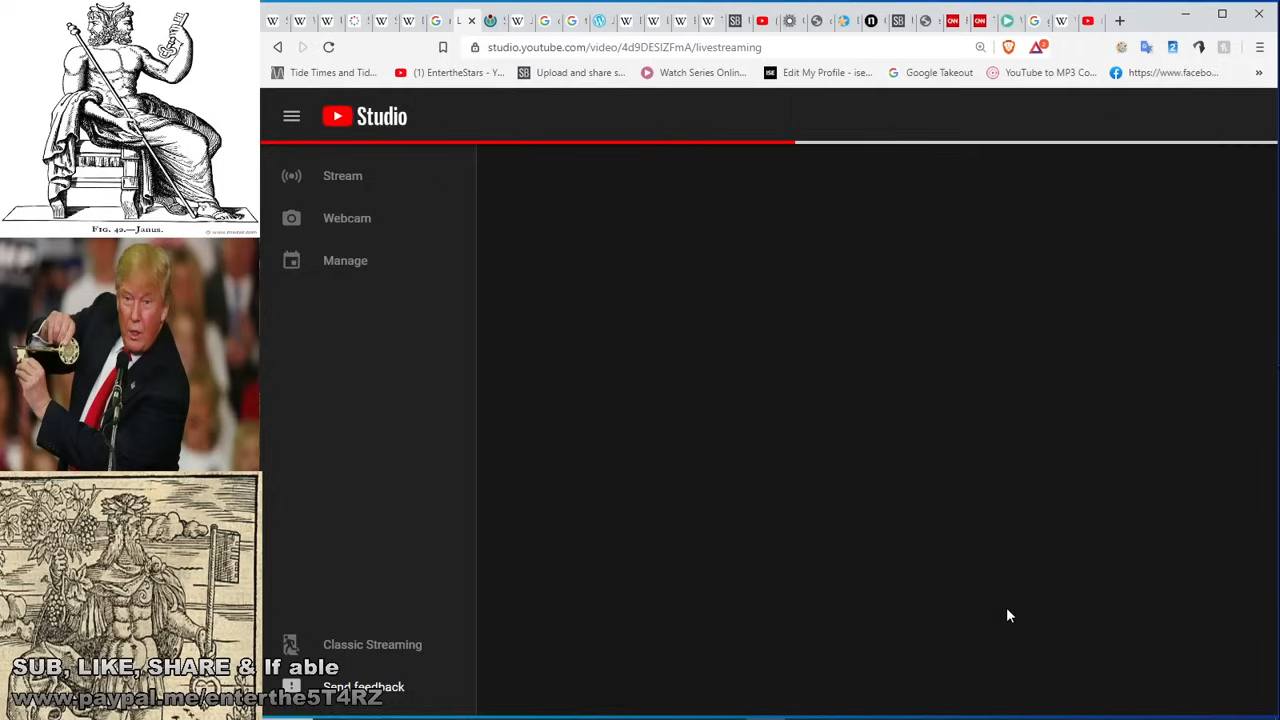 studio.youtube.com/video/4d9DESIZFmA/livestreaming
2
2
Tide Times and Tid...
(1) EntertheStars - Y...
Upload and share s...
Watch Series Onlin...
Edit My Profile - ise...
Google Takeout
YouTube to MP3 Co...
https://www.facebo...
»
Studio
Stream
Webcam
Manage
Classic Streaming
Send feedback
FIG. 42.—Janus.
SUB, LIKE, SHARE & If able
www.paypal.me/enterthe5T4RZ